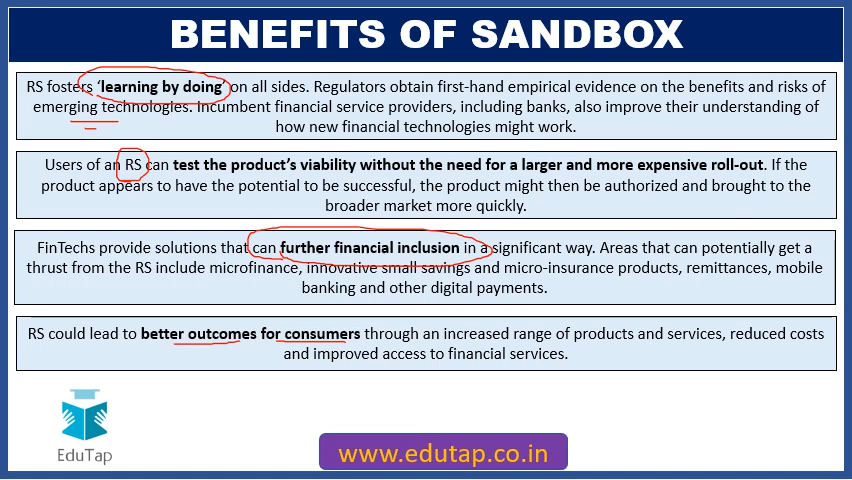 BENEFITS OF SANDBOX
RS fosters ‘learning by doing’ on all sides. Regulators obtain first-hand empirical evidence on the benefits and risks of
emerging technologies. Incumbent financial service providers, including banks, also improve their understanding of
how new financial technologies might work.
Users of an RS can test the product’s viability without the need for a larger and more expensive roll-out. If the
product appears to have the potential to be successful, the product might then be authorized and brought to the
broader market more quickly.
FinTechs provide solutions that can further financial inclusion in a significant way. Areas that can potentially get a
thrust from the RS include microfinance, innovative small savings and micro-insurance products, remittances, mobile
banking and other digital payments.
RS could lead to better outcomes for consumers through an increased range of products and services, reduced costs
and improved access to financial services.
EduTap
www.edutap.co.in